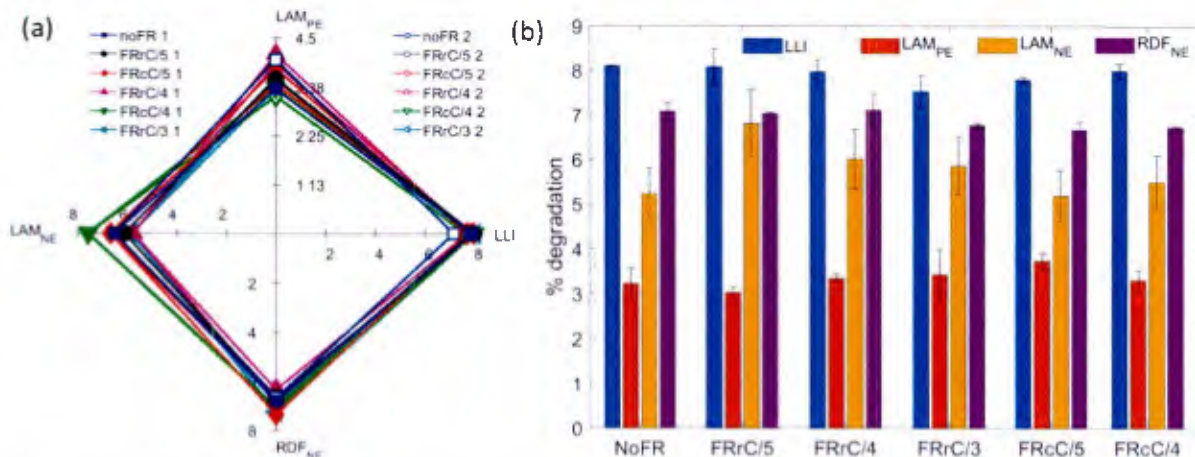 (a)
LAM_PE
noFR 1
FRrC/5 1
FRcC/5 1
FRrC/4 1
FRcC/4 1
FRrC/3 1
noFR 2
FRrC/5 2
FRcC/5 2
FRrC/4 2
FRcC/4 2
FRrC/3 2
4.5
3.38
2.25
1.13
LAM_NE
8 6 4 2
2 4 6 8
LLI
2
4
8
RDF_NE
(b)
LLI LAM_PE LAM_NE RDF_NE
% degradation
9
8
7
6
5
4
3
2
1
0
NoFR FRrC/5 FRrC/4 FRrC/3 FRcC/5 FRcC/4